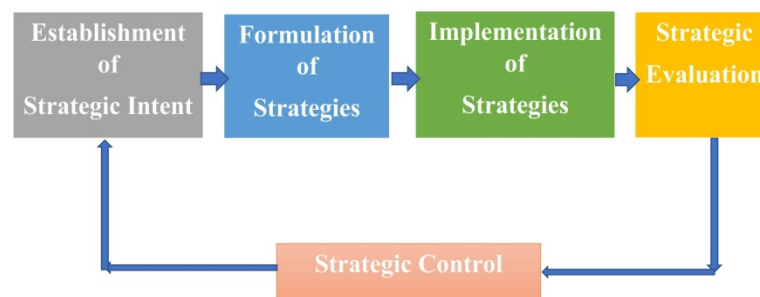 Establishment
of
Strategic Intent
Formulation
of
Strategies
Implementation
of
Strategies
Strategic
Evaluation
Strategic Control